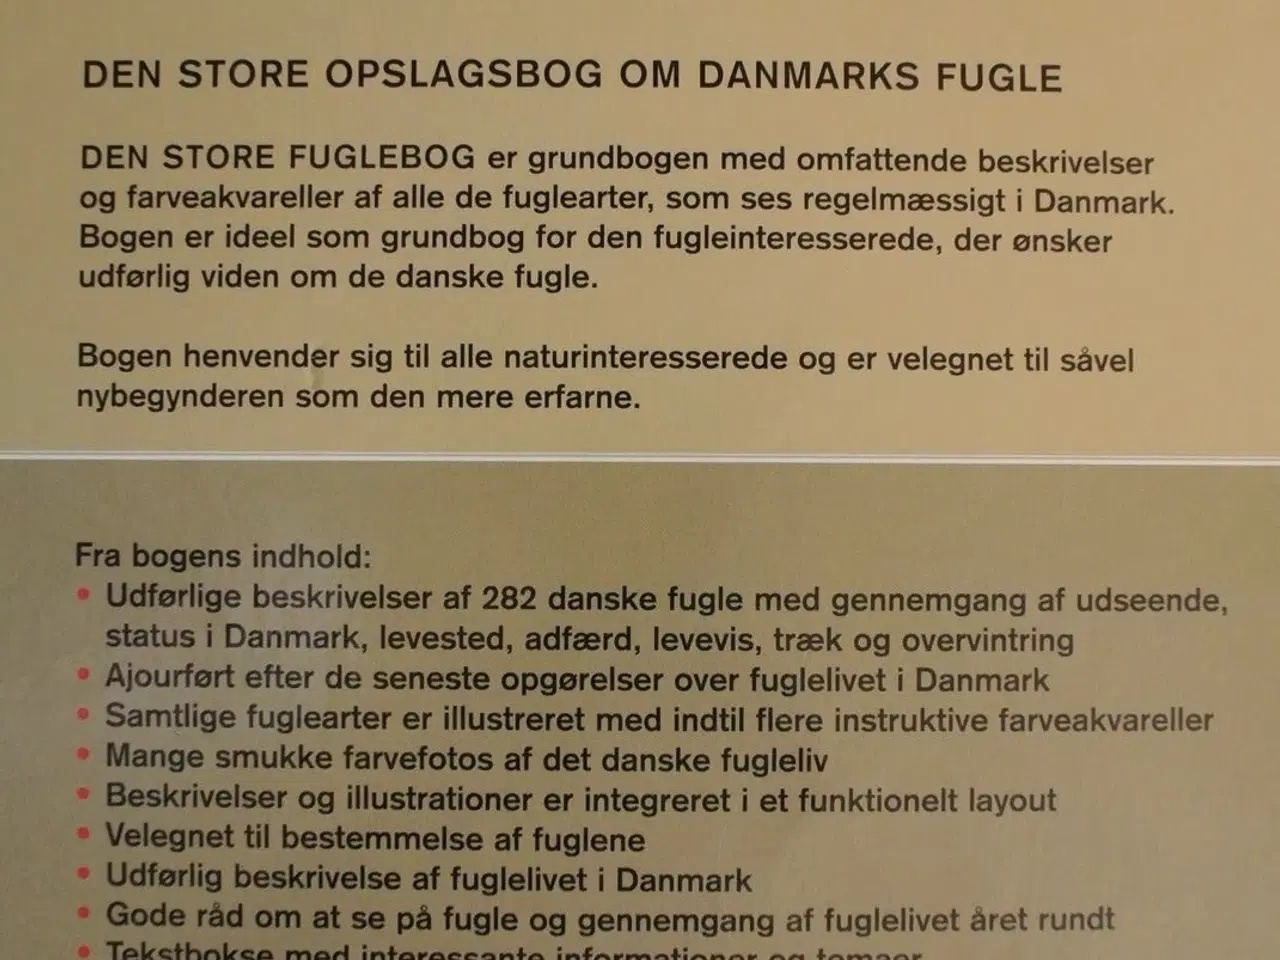 DEN STORE OPSLAGSBOG OM DANMARKS FUGLE
DEN STORE FUGLEBOG er grundbogen med omfattende beskrivelser
og farveakvareller af alle de fuglearter, som ses regelmæssigt i Danmark.
Bogen er ideel som grundbog for den fugleinteresserede, der ønsker
udførlig viden om de danske fugle.
Bogen henvender sig til alle naturinteresserede og er velegnet til såvel
nybegynderen som den mere erfarne.
Fra bogens indhold:
• Udførlige beskrivelser af 282 danske fugle med gennemgang af udseende,
status i Danmark, levested, adfærd, levevis, træk og overvintring
• Ajourført efter de seneste opgørelser over fuglelivet i Danmark
• Samtlige fuglearter er illustreret med indtil flere instruktive farveakvareller
• Mange smukke farvefotos af det danske fugleliv
• Beskrivelser og illustrationer er integreret i et funktionelt layout
• Velegnet til bestemmelse af fuglene
• Udførlig beskrivelse af fuglelivet i Danmark
• Gode råd om at se på fugle og gennemgang af fuglelivet året rundt
• Tekstbokse med interessante informationer og temaer